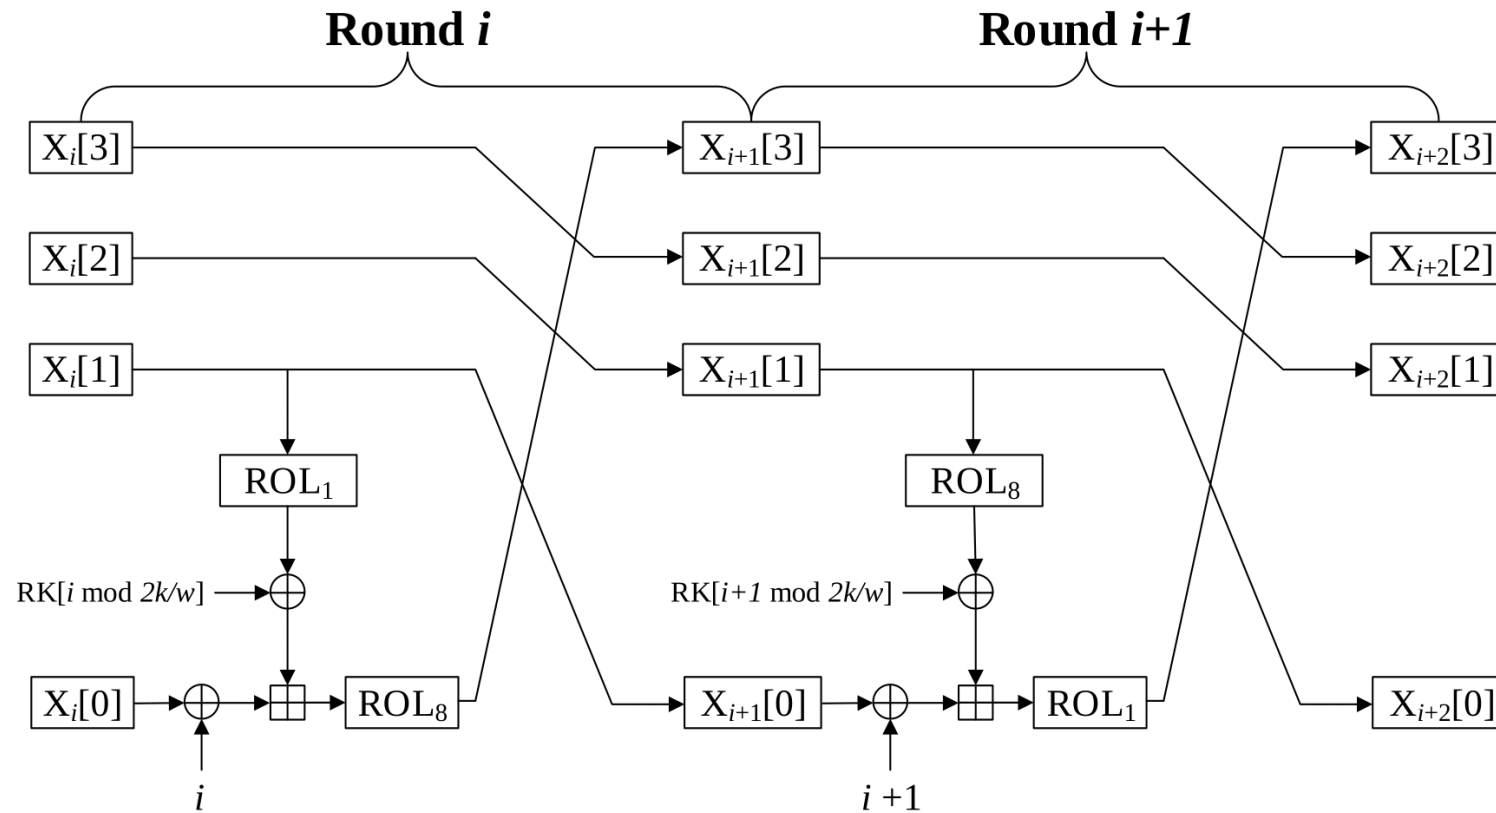 Round i Round i+1
Xi[3] Xi+1[3] Xi+2[3]
Xi[2] Xi+1[2] Xi+2[2]
Xi[1] Xi+1[1] Xi+2[1]
ROL1 ROL8
RK[i mod 2k/w] RK[i+1 mod 2k/w]
Xi[0] ROL8 Xi+1[0] ROL1 Xi+2[0]
i i +1